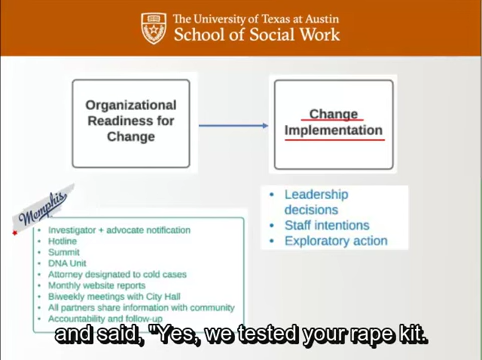 The University of Texas at Austin
School of Social Work
Organizational
Readiness for
Change
Change
Implementation
Memphis
• Investigator + advocate notification
• Hotline
• Summit
• DNA Unit
• Attorney designated to cold cases
• Monthly website reports
• Biweekly meetings with City Hall
• All partners share information with community
• Accountability and follow-up
• Leadership
decisions
• Staff intentions
• Exploratory action
and said, "Yes, we tested your rape kit.